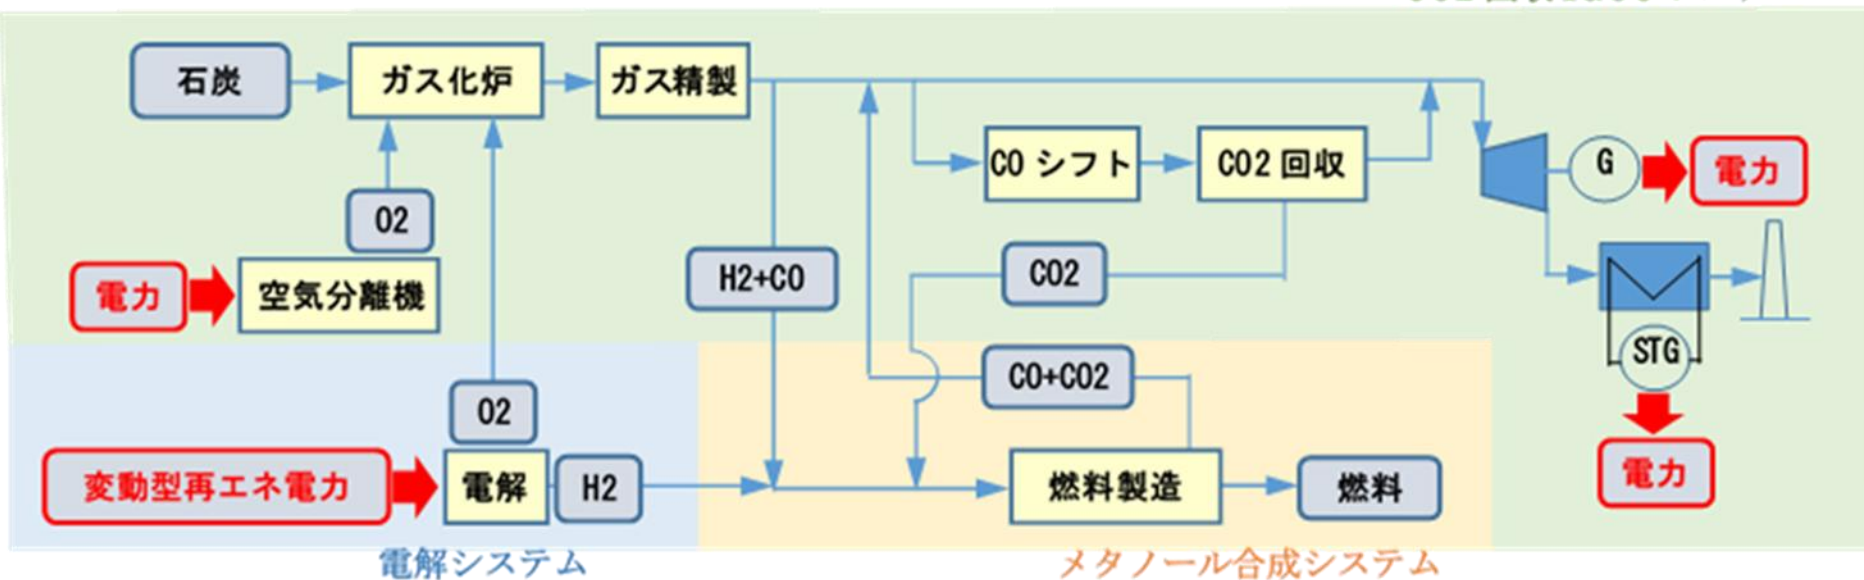 石炭
ガス化炉
ガス精製
CO シフト
CO2 回収
G
電力
O2
電力
空気分離機
H2+CO
CO2
CO+CO2
STG
電力
O2
変動型再エネ電力
電解
H2
燃料製造
燃料
電解システム
メタノール合成システム